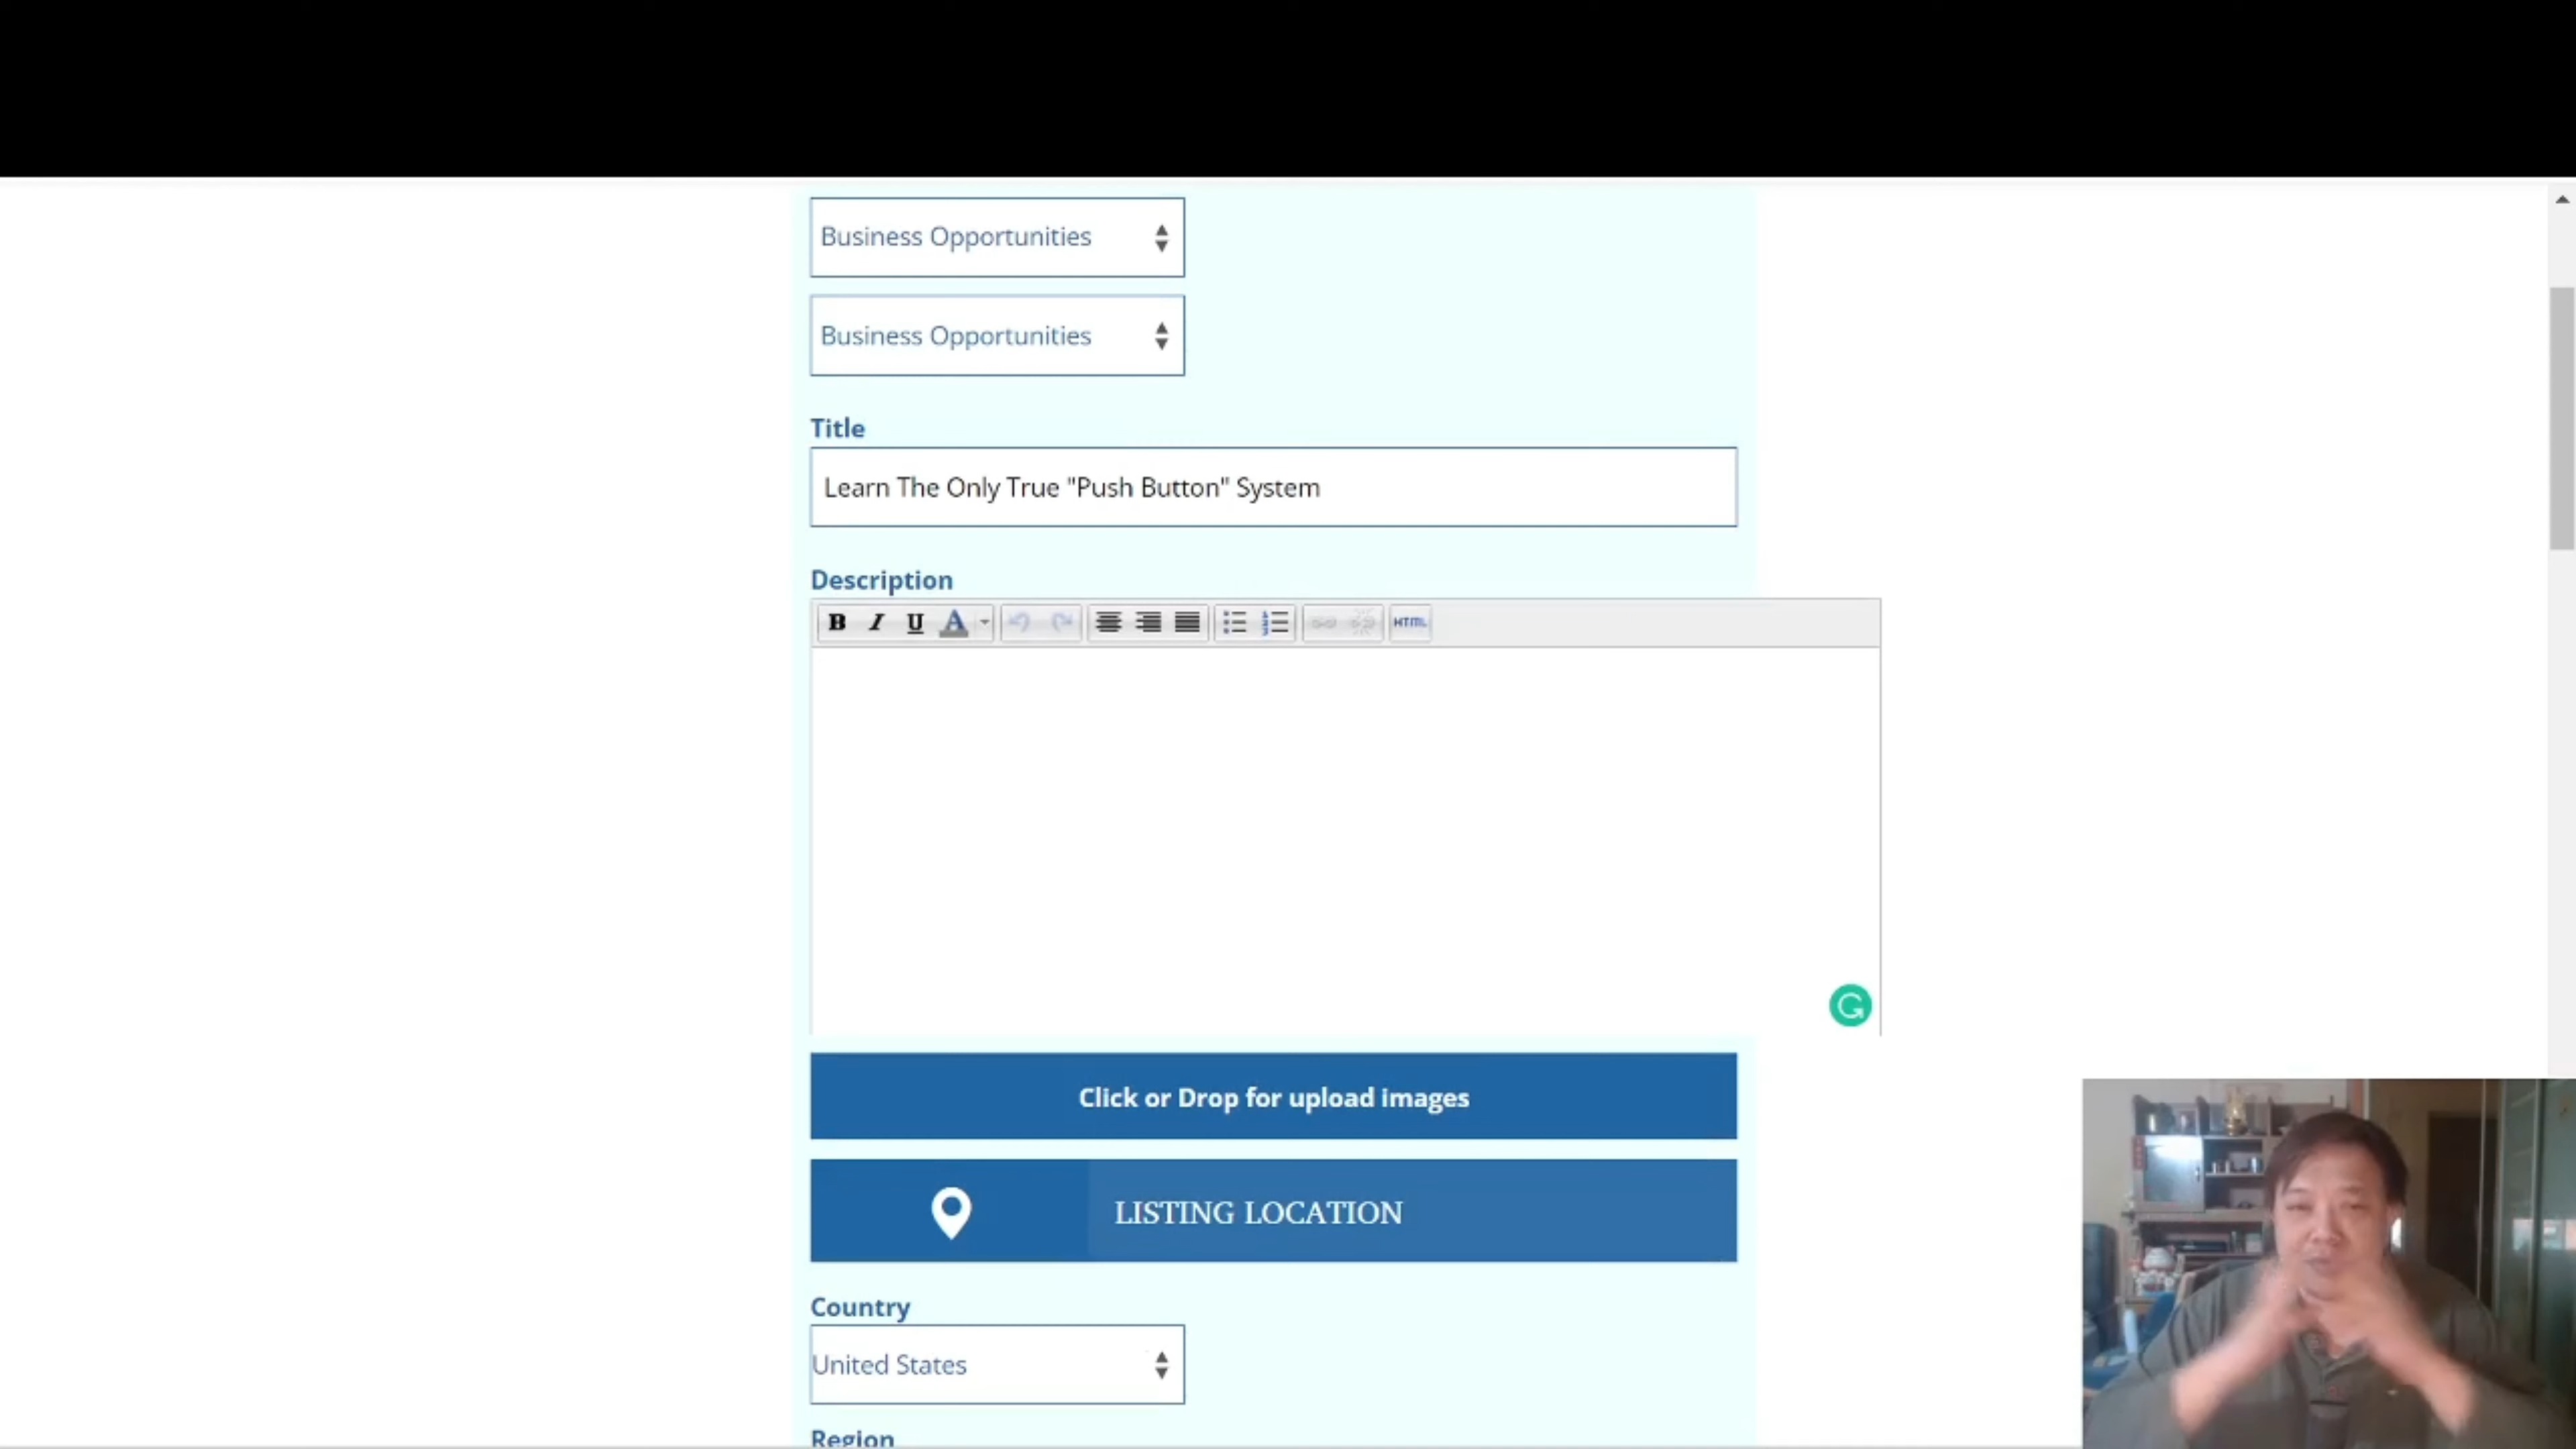 Business Opportunities
Business Opportunities
Title
Learn The Only True "Push Button" System
Description
B I U A HTML
Click or Drop for upload images
LISTING LOCATION
Country
United States
Region